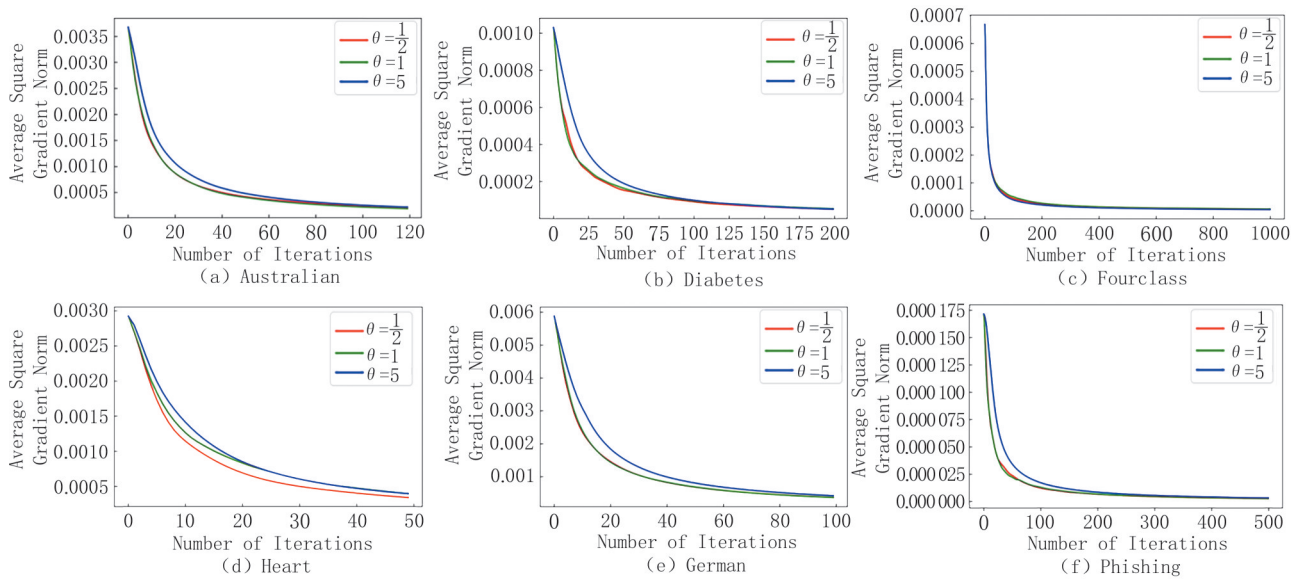 Average Square
Gradient Norm
0.0035
0.0030
0.0025
0.0020
0.0015
0.0010
0.0005
θ=1/2
θ=1
θ=5
0 20 40 60 80 100 120
Number of Iterations
(a) Australian
Average Square
Gradient Norm
0.0010
0.0008
0.0006
0.0004
0.0002
θ=1/2
θ=1
θ=5
0 25 50 75 100 125 150 175 200
Number of Iterations
(b) Diabetes
Average Square
Gradient Norm
0.0007
0.0006
0.0005
0.0004
0.0003
0.0002
0.0001
0.0000
θ=1/2
θ=1
θ=5
0 200 400 600 800 1000
Number of Iterations
(c) Fourclass
Average Square
Gradient Norm
0.0030
0.0025
0.0020
0.0015
0.0010
0.0005
θ=1/2
θ=1
θ=5
0 10 20 30 40 50
Number of Iterations
(d) Heart
Average Square
Gradient Norm
0.006
0.005
0.004
0.003
0.002
0.001
θ=1/2
θ=1
θ=5
0 20 40 60 80 100
Number of Iterations
(e) German
Average Square
Gradient Norm
0.000 175
0.000 150
0.000 125
0.000 100
0.000 075
0.000 050
0.000 025
0.000 000
θ=1/2
θ=1
θ=5
0 100 200 300 400 500
Number of Iterations
(f) Phishing